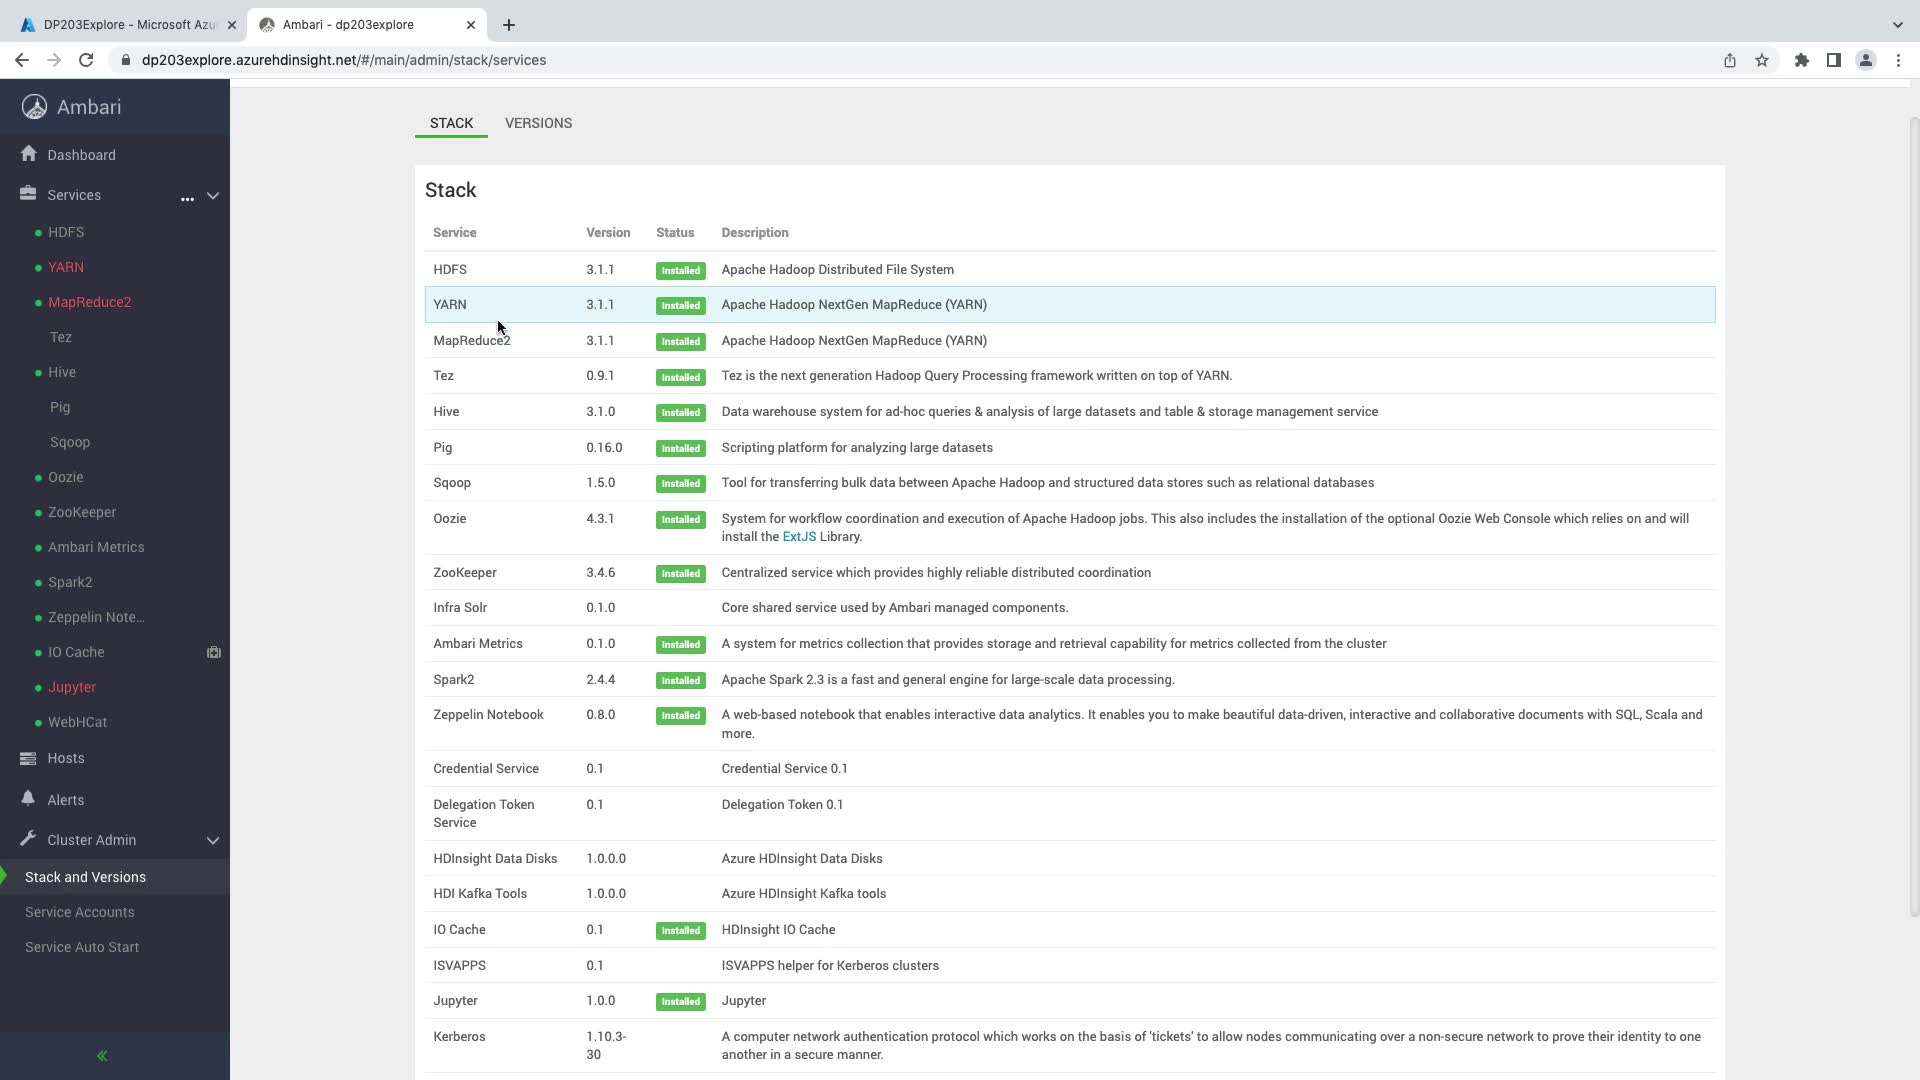 DP203Explore - Microsoft Azu
Ambari - dp203explore
dp203explore.azurehdinsight.net/#/main/admin/stack/services
Ambari
Dashboard
Services ...
HDFS
YARN
MapReduce2
Tez
Hive
Pig
Sqoop
Oozie
ZooKeeper
Ambari Metrics
Spark2
Zeppelin Note...
IO Cache
Jupyter
WebHCat
Hosts
Alerts
Cluster Admin
Stack and Versions
Service Accounts
Service Auto Start
STACK VERSIONS
Stack
Service Version Status Description
HDFS 3.1.1 Installed Apache Hadoop Distributed File System
YARN 3.1.1 Installed Apache Hadoop NextGen MapReduce (YARN)
MapReduce2 3.1.1 Installed Apache Hadoop NextGen MapReduce (YARN)
Tez 0.9.1 Installed Tez is the next generation Hadoop Query Processing framework written on top of YARN.
Hive 3.1.0 Installed Data warehouse system for ad-hoc queries & analysis of large datasets and table & storage management service
Pig 0.16.0 Installed Scripting platform for analyzing large datasets
Sqoop 1.5.0 Installed Tool for transferring bulk data between Apache Hadoop and structured data stores such as relational databases
Oozie 4.3.1 Installed System for workflow coordination and execution of Apache Hadoop jobs. This also includes the installation of the optional Oozie Web Console which relies on and will
install the ExtJS Library.
ZooKeeper 3.4.6 Installed Centralized service which provides highly reliable distributed coordination
Infra Solr 0.1.0 Core shared service used by Ambari managed components.
Ambari Metrics 0.1.0 Installed A system for metrics collection that provides storage and retrieval capability for metrics collected from the cluster
Spark2 2.4.4 Installed Apache Spark 2.3 is a fast and general engine for large-scale data processing.
Zeppelin Notebook 0.8.0 Installed A web-based notebook that enables interactive data analytics. It enables you to make beautiful data-driven, interactive and collaborative documents with SQL, Scala and
more.
Credential Service 0.1 Credential Service 0.1
Delegation Token 0.1 Delegation Token 0.1
Service
HDInsight Data Disks 1.0.0.0 Azure HDInsight Data Disks
HDI Kafka Tools 1.0.0.0 Azure HDInsight Kafka tools
IO Cache 0.1 Installed HDInsight IO Cache
ISVAPPS 0.1 ISVAPPS helper for Kerberos clusters
Jupyter 1.0.0 Installed Jupyter
Kerberos 1.10.3- A computer network authentication protocol which works on the basis of 'tickets' to allow nodes communicating over a non-secure network to prove their identity to one
30 another in a secure manner.